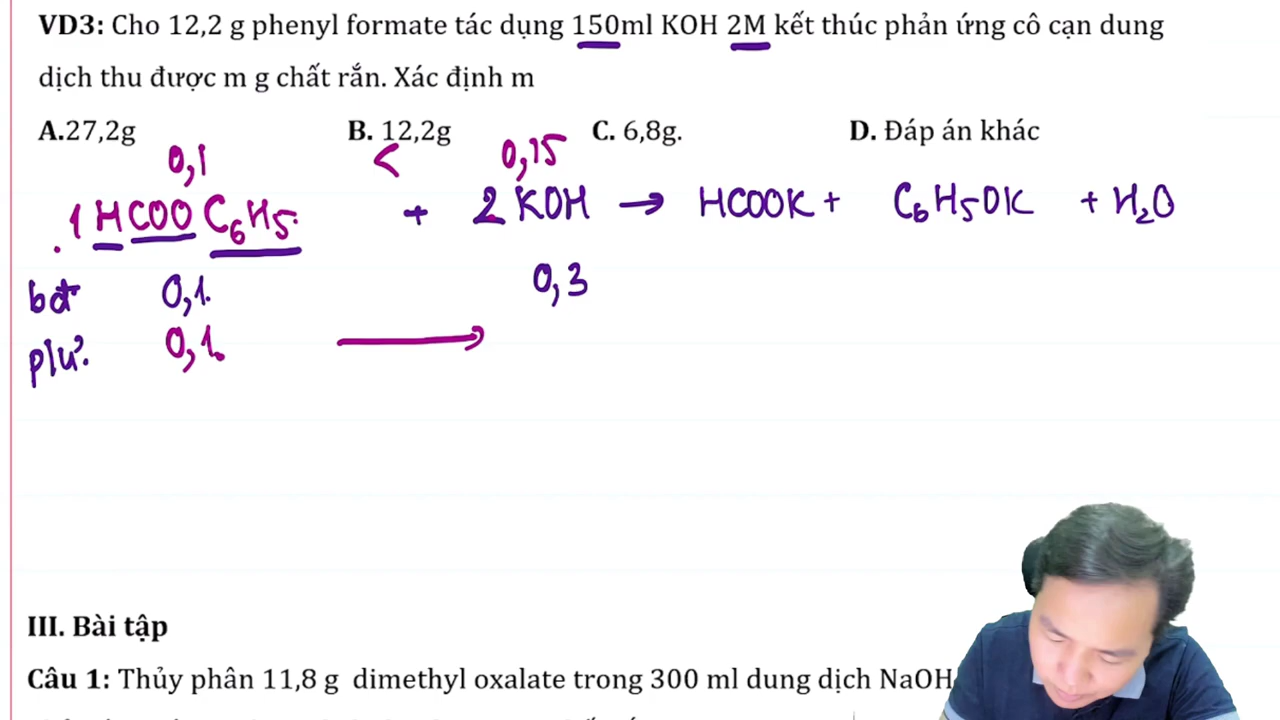 VD3: Cho 12,2 g phenyl formate tác dụng 150ml KOH 2M kết thúc phản ứng cô cạn dung
dịch thu được m g chất rắn. Xác định m
A.27,2g B. 12,2g C. 6,8g. D. Đáp án khác
0,1 < 0,15
1 HCOOC6H5 + 2 KOH → HCOOK + C6H5OK + H2O
bđ 0,1 0,3
p/ư 0,1 →
III. Bài tập
Câu 1: Thủy phân 11,8 g dimethyl oxalate trong 300 ml dung dịch NaOH